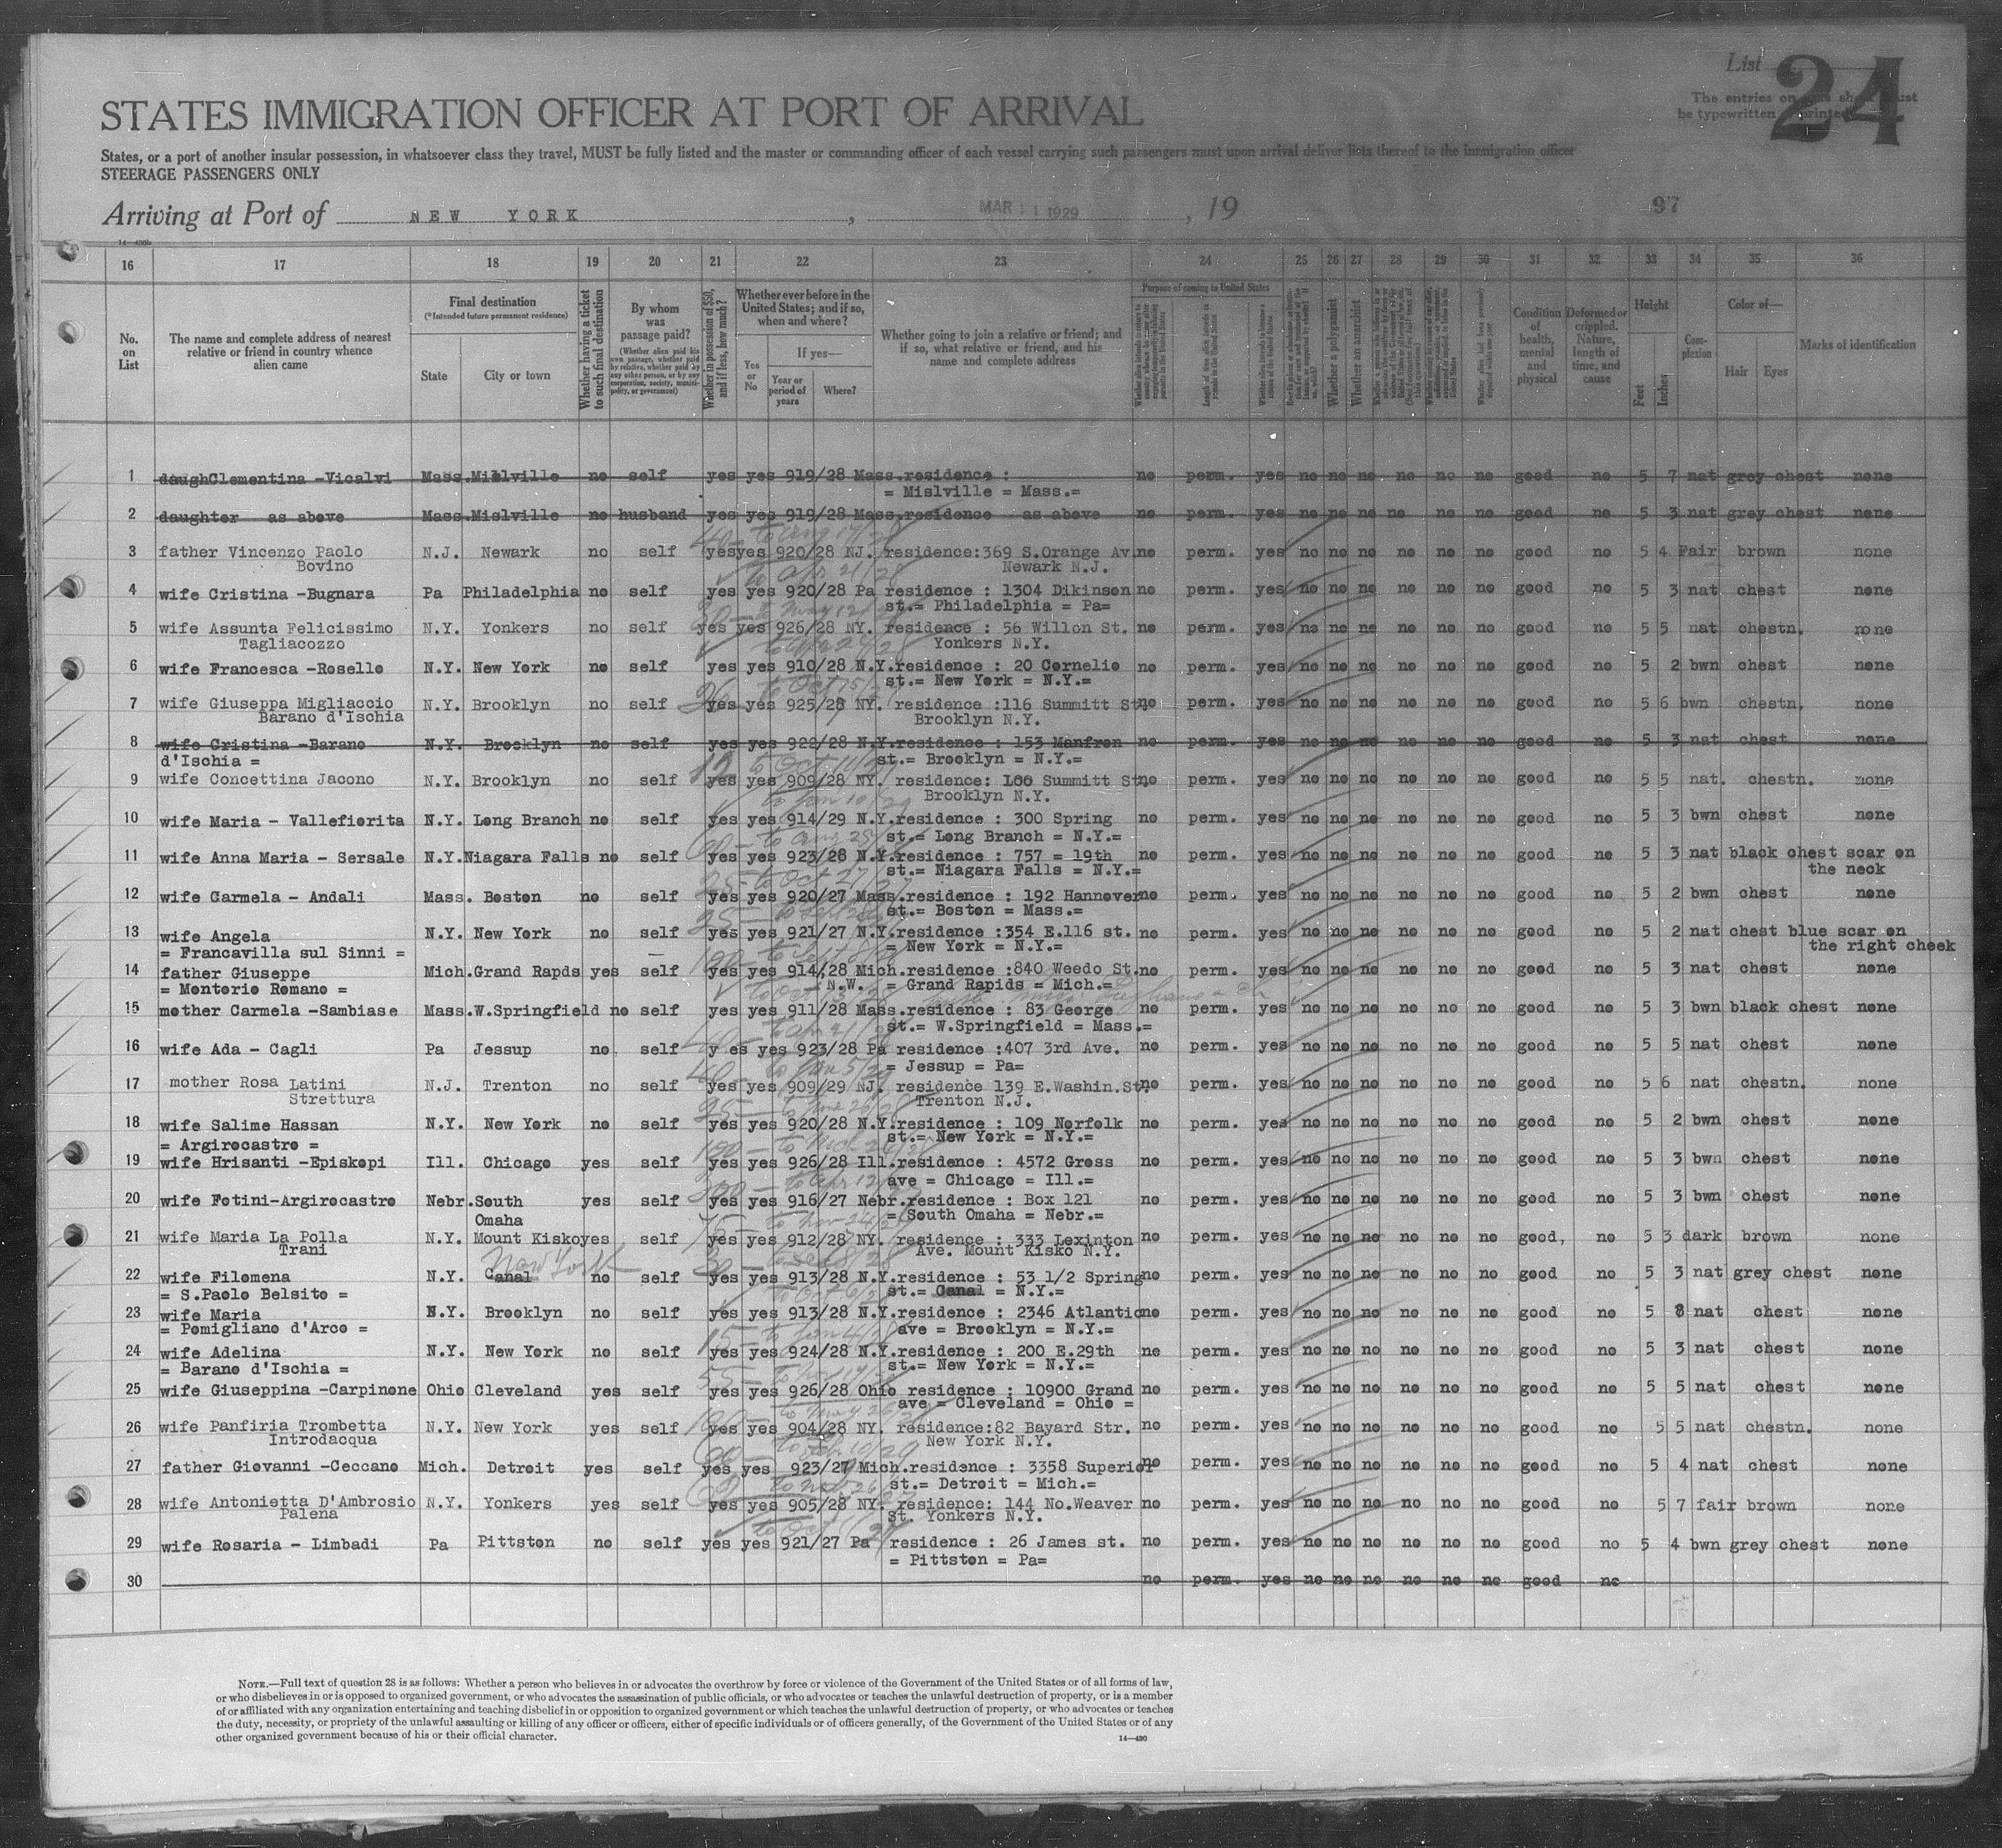 List 24
The entries on this sheet must
be typewritten or printed
STATES IMMIGRATION OFFICER AT PORT OF ARRIVAL
States, or a port of another insular possession, in whatsoever class they travel, MUST be fully listed and the master or commanding officer of each vessel carrying such passengers must upon arrival deliver lists thereof to the immigration officer
STEERAGE PASSENGERS ONLY
Arriving at Port of NEW YORK, MAR 11 1929, 19 97
16 17 18 19 20 21 22 23 24 25 26 27 28 29 30 31 32 33 34 35 36
No. on List
The name and complete address of nearest relative or friend in country whence alien came
Final destination
(*Intended future permanent residence)
State
City or town
Whether having a ticket to such final destination
By whom was passage paid?
(Whether alien paid his own passage, whether paid by relative, whether paid by any other person, or by any corporation, society, municipality, or government)
Whether in possession of $50, and if less, how much?
Whether ever before in the United States; and if so, when and where?
Yes or No
If yes—
Year or period of years
Where?
Whether going to join a relative or friend; and if so, what relative or friend, and his name and complete address
Purpose of coming to United States
Whether a polygamist
Whether an anarchist
Condition of health, mental and physical
Deformed or crippled. Nature, length of time, and cause
Height
Feet
Inches
Complexion
Color of—
Hair
Eyes
Marks of identification
1 daughClementina -Vicalvi Mass. Mislville no self yes yes 919/28 Mass.residence : no perm. yes no no no no no no good no 5 7 nat grey chest none
= Mislville = Mass.=
2 daughter as above Mass.Mislville no husband yes yes 919/28 Mass.residence as above no perm. yes no no no no no no good no 5 3 nat grey chest none
3 father Vincenzo Paolo N.J. Newark no self yesyes 920/28 NJ. residence:369 S.Orange Av. no perm. yes no no no no no no good no 5 4 Fair brown none
Bovino Newark N.J.
4 wife Cristina -Bugnara Pa Philadelphia no self yes yes 920/28 Pa residence : 1304 Dikinson no perm. yes no no no no no no good no 5 3 nat chest none
st.= Philadelphia = Pa=
5 wife Assunta Felicissimo N.Y. Yonkers no self yes yes 926/28 NY. residence : 56 Willon St. no perm. yes no no no no no no good no 5 5 nat chestn. none
Tagliacozzo Yonkers N.Y.
6 wife Francesca -Rosello N.Y. New York no self yes yes 910/28 N.Y.residence : 20 Cornelio no perm. yes no no no no no no good no 5 2 bwn chest none
st.= New York = N.Y.=
7 wife Giuseppa Migliaccio N.Y. Brooklyn no self yes yes 925/28 NY. residence :116 Summitt St. no perm. yes no no no no no no good no 5 6 bwn chestn. none
Barano d'Ischia Brooklyn N.Y.
8 wife Cristina -Barano N.Y. Brooklyn no self yes yes 922/28 N.Y.residence : 153 Manfron no perm. yes no no no no no no good no 5 3 nat chest none
d'Ischia = st.= Brooklyn = N.Y.=
9 wife Concettina Jacono N.Y. Brooklyn no self yes yes 909/28 NY. residence: 100 Summitt St. no perm. yes no no no no no no good no 5 5 nat. chestn. none
Brooklyn N.Y.
10 wife Maria - Vallefiorita N.Y. Long Branch no self yes yes 914/29 N.Y.residence : 300 Spring no perm. yes no no no no no no good no 5 3 bwn chest none
st.= Long Branch = N.Y.=
11 wife Anna Maria - Sersale N.Y.Niagara Falls no self yes yes 923/28 N.Y.residence : 757 = 19th no perm. yes no no no no no no good no 5 3 nat black chest scar on
st.= Niagara Falls = N.Y.= the neck
12 wife Carmela - Andali Mass. Boston no self yes yes 920/27 Mass.residence : 192 Hannover no perm. yes no no no no no no good no 5 2 bwn chest none
st.= Boston = Mass.=
13 wife Angela N.Y. New York no self yes yes 921/27 N.Y.residence :354 E.116 st. no perm. yes no no no no no no good no 5 2 nat chest blue scar on
= Francavilla sul Sinni = = New York = N.Y.= the right cheek
14 father Giuseppe Mich.Grand Rapds yes self yes yes 914/28 Mich.residence :840 Weedo St. no perm. yes no no no no no no good no 5 3 nat chest none
= Montorio Romano = N.W. = Grand Rapids = Mich.=
15 mother Carmela -Sambiase Mass.W.Springfield no self yes yes 911/28 Mass.residence : 83 George no perm. yes no no no no no no good no 5 3 bwn black chest none
st.= W.Springfield = Mass.=
16 wife Ada - Cagli Pa Jessup no self y es yes 923/28 Pa residence :407 3rd Ave. no perm. yes no no no no no no good no 5 5 nat chest none
= Jessup = Pa=
17 mother Rosa Latini N.J. Trenton no self yes yes 909/29 NJ. residence 139 E.Washin.St. no perm. yes no no no no no no good no 5 6 nat chestn. none
Strettura Trenton N.J.
18 wife Salime Hassan N.Y. New York no self yes yes 920/28 N.Y.residence : 109 Norfolk no perm. yes no no no no no no good no 5 2 bwn chest none
= Argirocastro = st.= New York = N.Y.=
19 wife Hrisanti -Episkopi Ill. Chicago yes self yes yes 926/28 Ill.residence : 4572 Gross no perm. yes no no no no no no good no 5 3 bwn chest none
ave = Chicago = Ill.=
20 wife Fotini-Argirocastro Nebr.South yes self yes yes 916/27 Nebr.residence : Box 121 no perm. yes no no no no no no good no 5 3 bwn chest none
Omaha = South Omaha = Nebr.=
21 wife Maria La Polla N.Y. Mount Kiskoyes self yes yes 912/28 NY. residence : 333 Lexinton no perm. yes no no no no no no good, no 5 3 dark brown none
Trani Ave. Mount Kisko N.Y.
New York
22 wife Filomena N.Y. Canal no self yes yes 913/28 N.Y.residence : 53 1/2 Spring no perm. yes no no no no no no good no 5 3 nat grey chest none
= S.Paolo Belsito = st.= Canal = N.Y.=
23 wife Maria N.Y. Brooklyn no self yes yes 913/28 N.Y.residence : 2346 Atlantic no perm. yes no no no no no no good no 5 8 nat chest none
= Pomigliano d'Arco = ave = Brooklyn = N.Y.=
24 wife Adelina N.Y. New York no self yes yes 924/28 N.Y.residence : 200 E.29th no perm. yes no no no no no no good no 5 3 nat chest none
= Barano d'Ischia = st.= New York = N.Y.=
25 wife Giuseppina -Carpinone Ohio Cleveland yes self yes yes 926/28 Ohio residence : 10900 Grand no perm. yes no no no no no no good no 5 5 nat chest none
ave = Cleveland = Ohio =
26 wife Panfiria Trombetta N.Y. New York yes self yes yes 904/28 NY. residence:82 Bayard Str. no perm. yes no no no no no no good no 5 5 nat chestn. none
Introdacqua New York N.Y.
27 father Giovanni -Ceccano Mich. Detroit yes self yes yes 923/27 Mich.residence : 3358 Superior no perm. yes no no no no no no good no 5 4 nat chest none
st.= Detroit = Mich.=
28 wife Antonietta D'Ambrosio N.Y. Yonkers yes self yes yes 905/28 NY. residence: 144 No.Weaver no perm. yes no no no no no no good no 5 7 fair brown none
Palena St. Yonkers N.Y.
29 wife Rosaria - Limbadi Pa Pittston no self yes yes 921/27 Pa residence : 26 James st. no perm. yes no no no no no no good no 5 4 bwn grey chest none
= Pittston = Pa=
30 no perm. yes no no no no no no good no
NOTE.—Full text of question 28 is as follows: Whether a person who believes in or advocates the overthrow by force or violence of the Government of the United States or of all forms of law,
or who disbelieves in or is opposed to organized government, or who advocates the assassination of public officials, or who advocates or teaches the unlawful destruction of property, or is a member
of or affiliated with any organization entertaining and teaching disbelief in or opposition to organized government or which teaches the unlawful destruction of property, or who advocates or teaches
the duty, necessity, or propriety of the unlawful assaulting or killing of any officer or officers, either of specific individuals or of officers generally, of the Government of the United States or of any
other organized government because of his or their official character.
14—430